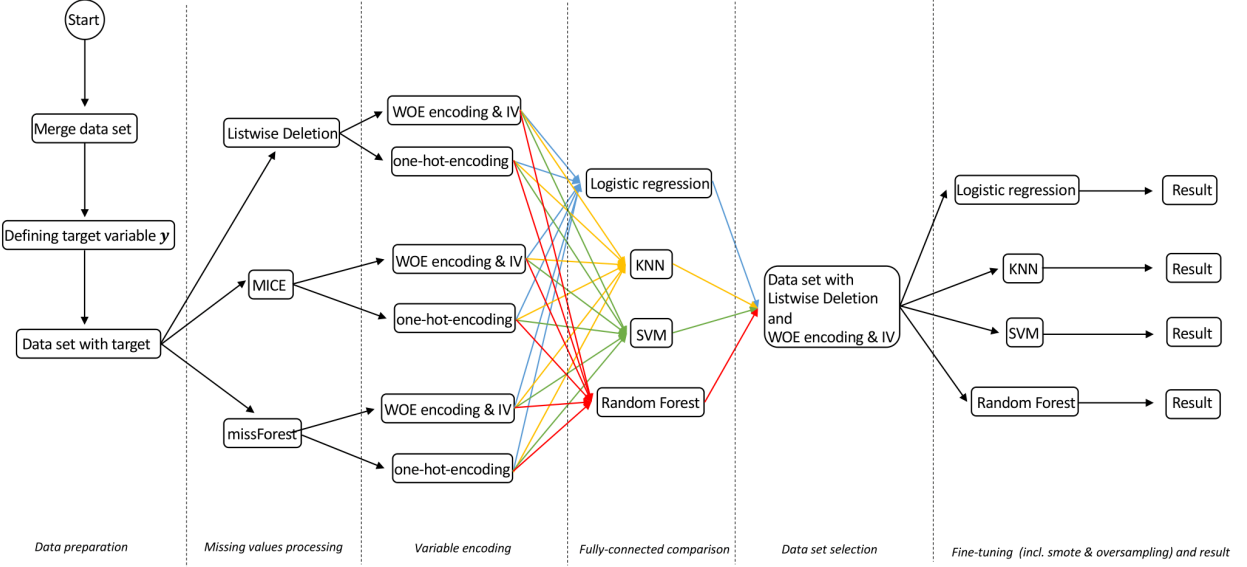 Start
Merge data set
Defining target variable y
Data set with target
Listwise Deletion
MICE
missForest
WOE encoding & IV
one-hot-encoding
WOE encoding & IV
one-hot-encoding
WOE encoding & IV
one-hot-encoding
Logistic regression
KNN
SVM
Random Forest
Data set with
Listwise Deletion
and
WOE encoding & IV
Logistic regression
Result
KNN
Result
SVM
Result
Random Forest
Result
Data preparation
Missing values processing
Variable encoding
Fully-connected comparison
Data set selection
Fine-tuning (incl. smote & oversampling) and result